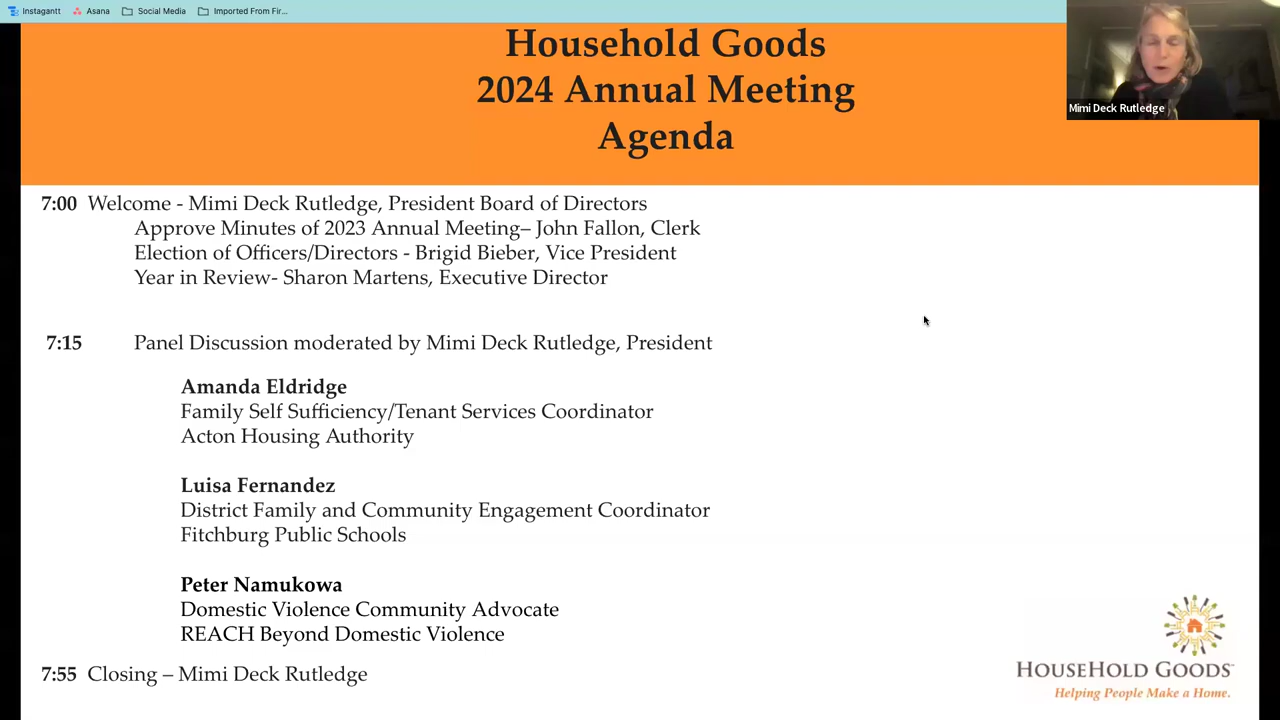 Instagantt Asana Social Media Imported From Fir...
Household Goods
2024 Annual Meeting
Agenda
Mimi Deck Rutledge
7:00 Welcome - Mimi Deck Rutledge, President Board of Directors
Approve Minutes of 2023 Annual Meeting– John Fallon, Clerk
Election of Officers/Directors - Brigid Bieber, Vice President
Year in Review- Sharon Martens, Executive Director
7:15 Panel Discussion moderated by Mimi Deck Rutledge, President
Amanda Eldridge
Family Self Sufficiency/Tenant Services Coordinator
Acton Housing Authority
Luisa Fernandez
District Family and Community Engagement Coordinator
Fitchburg Public Schools
Peter Namukowa
Domestic Violence Community Advocate
REACH Beyond Domestic Violence
7:55 Closing – Mimi Deck Rutledge
HOUSEHOLD GOODS™
Helping People Make a Home.